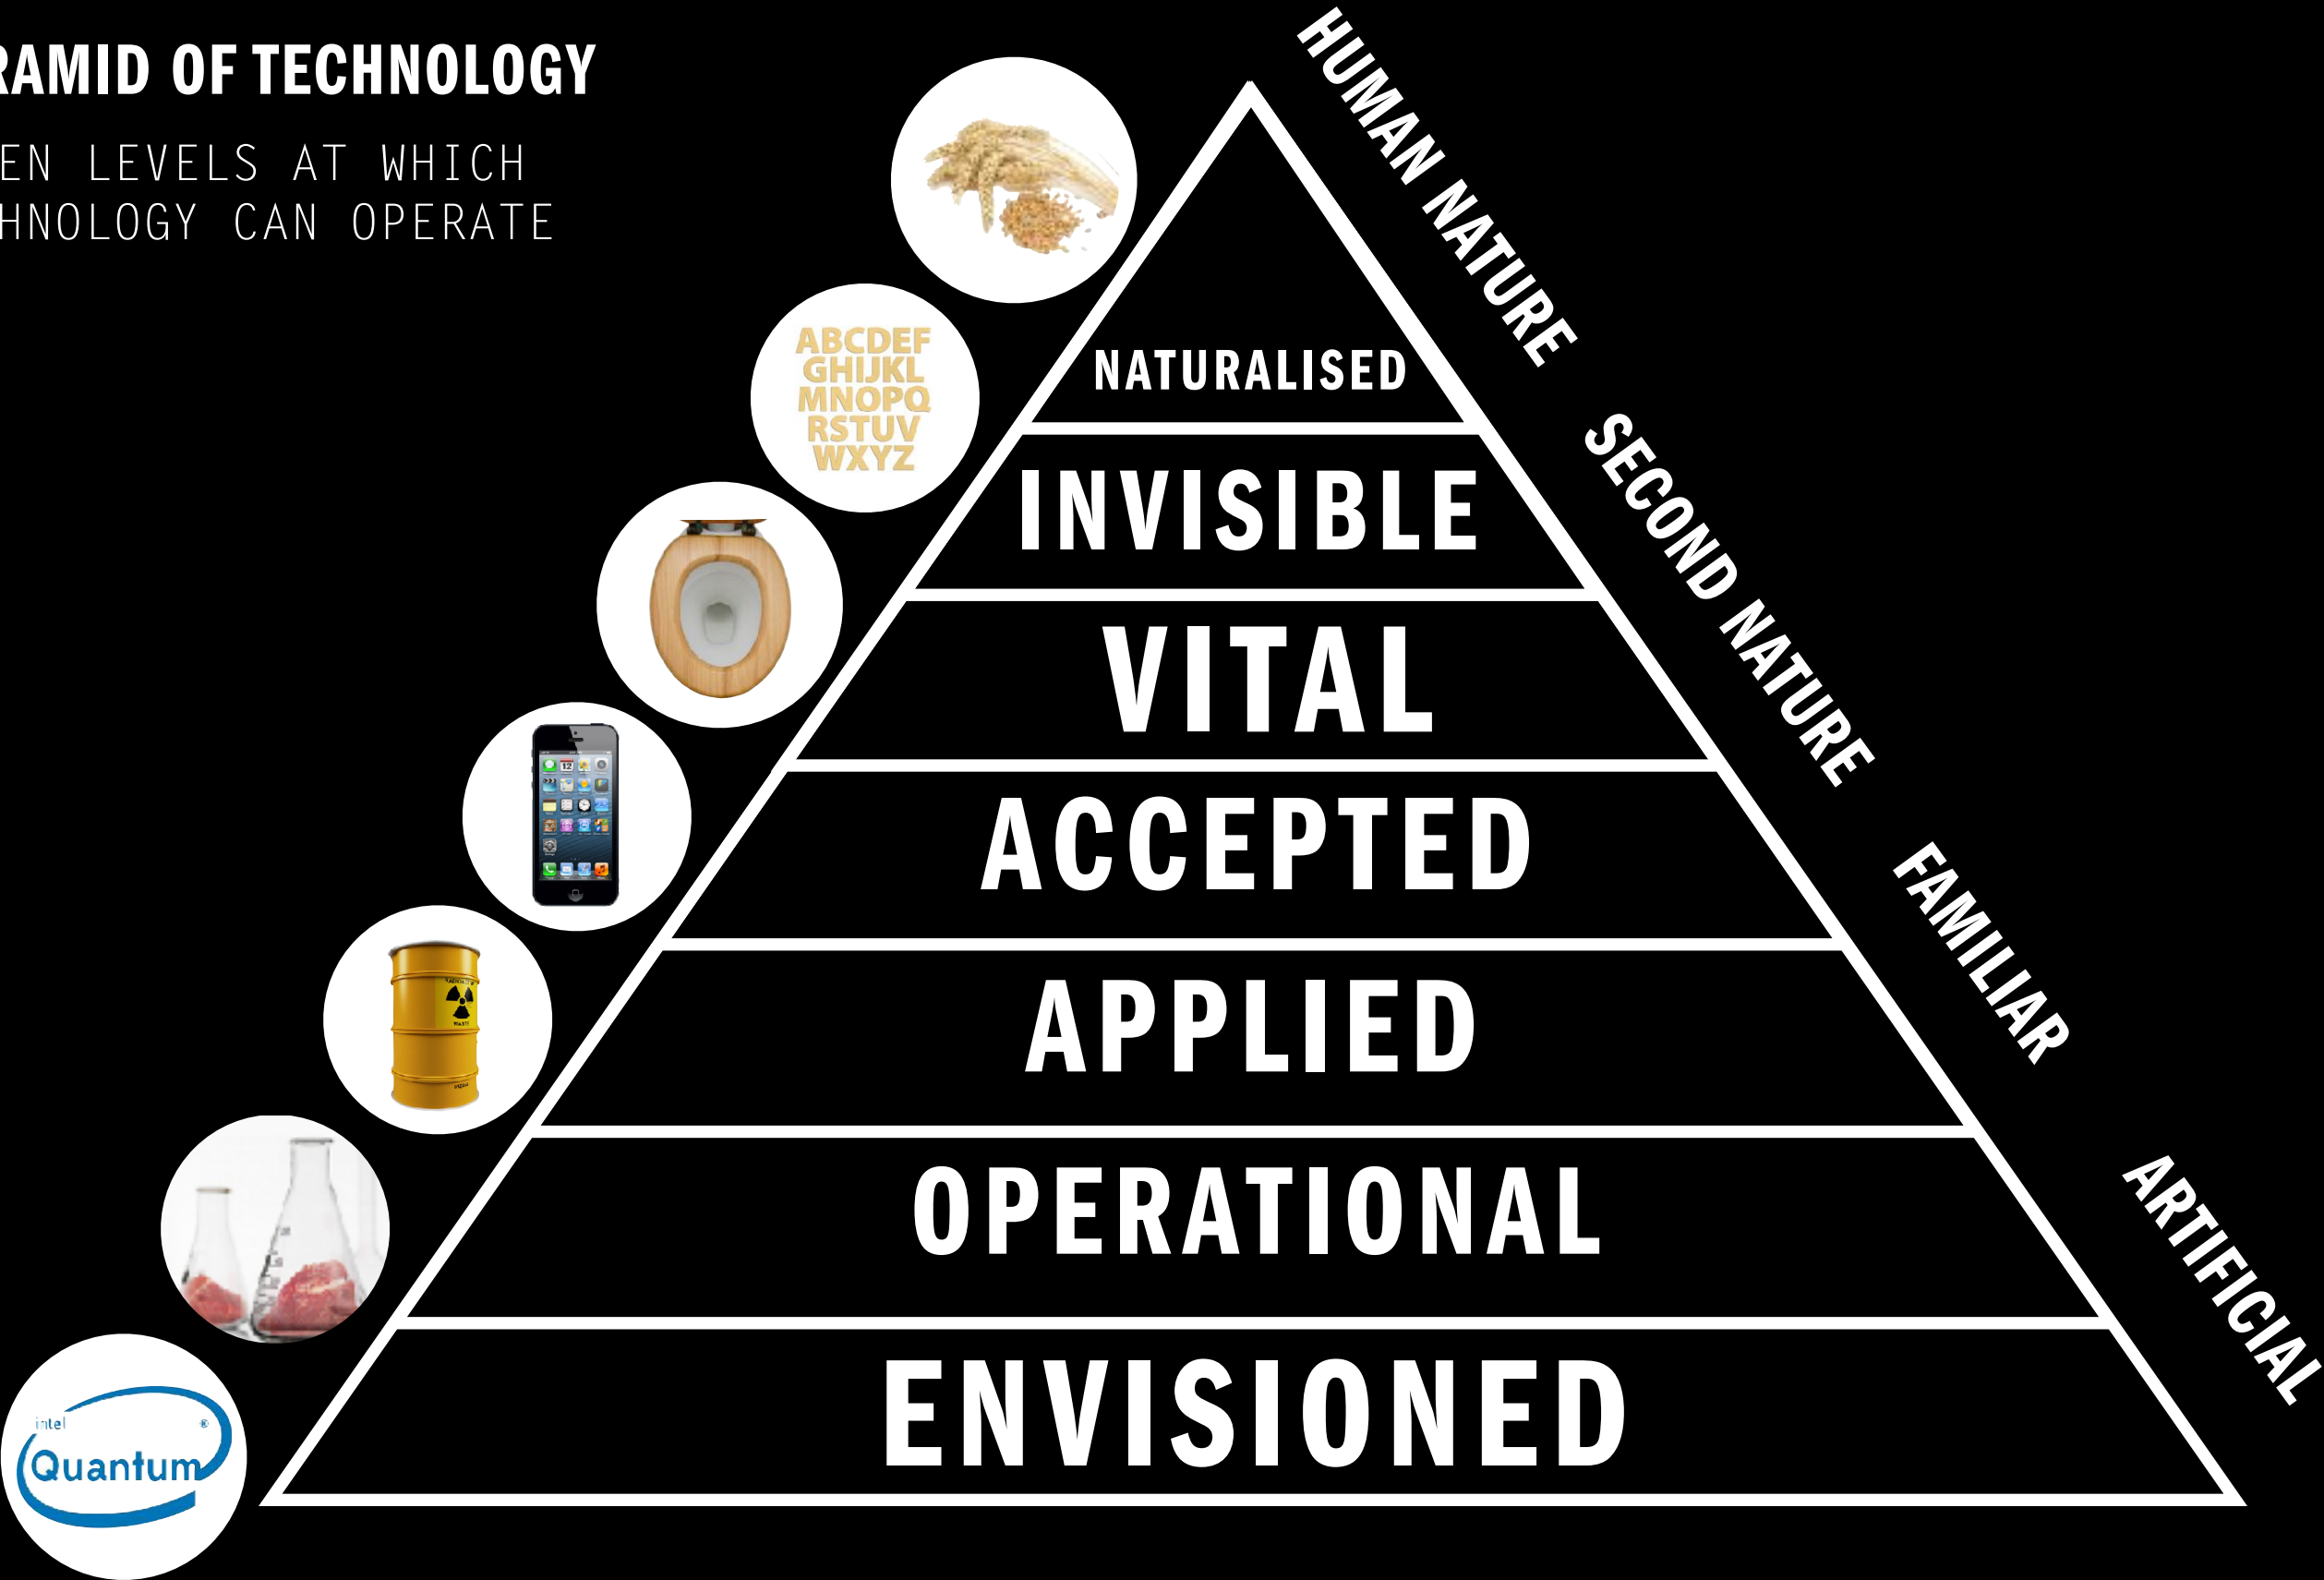 RAMID OF TECHNOLOGY
EN LEVELS AT WHICH
HNOLOGY CAN OPERATE
HUMAN NATURE
NATURALISED
ABCDEF
GHIJKL
MNOPQ
RSTUV
WXYZ
INVISIBLE
SECOND NATURE
VITAL
ACCEPTED
FAMILIAR
APPLIED
WASTE
OPERATIONAL
ARTIFICIAL
ENVISIONED
intel ®
Quantum